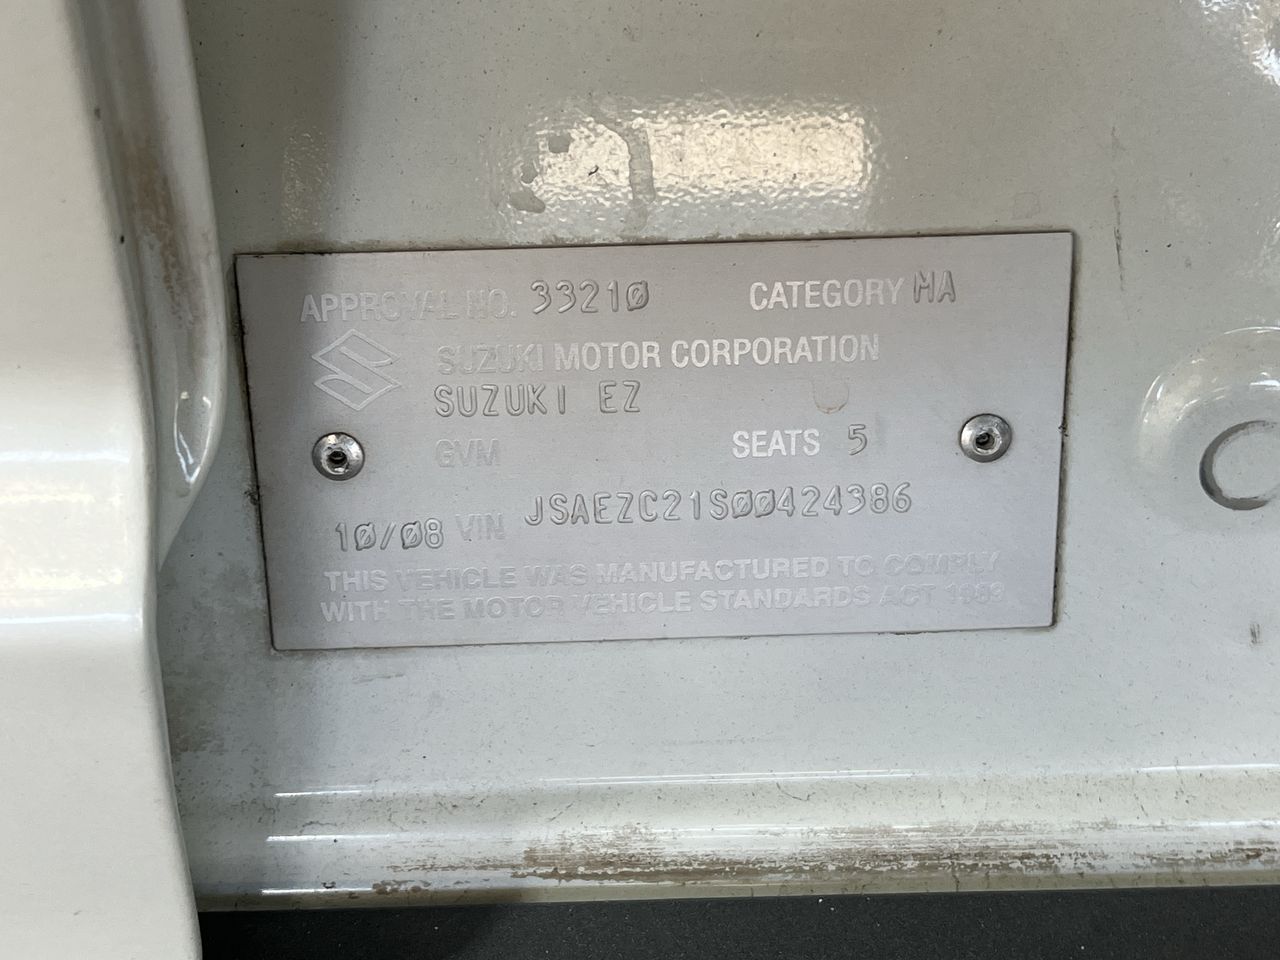 APPROVAL NO. 33210 CATEGORY MA
SUZUKI MOTOR CORPORATION
SUZUKI EZ
GVM SEATS 5
10/08 VIN JSAEZC21S00424386
THIS VEHICLE WAS MANUFACTURED TO COMPLY
WITH THE MOTOR VEHICLE STANDARDS ACT 1989